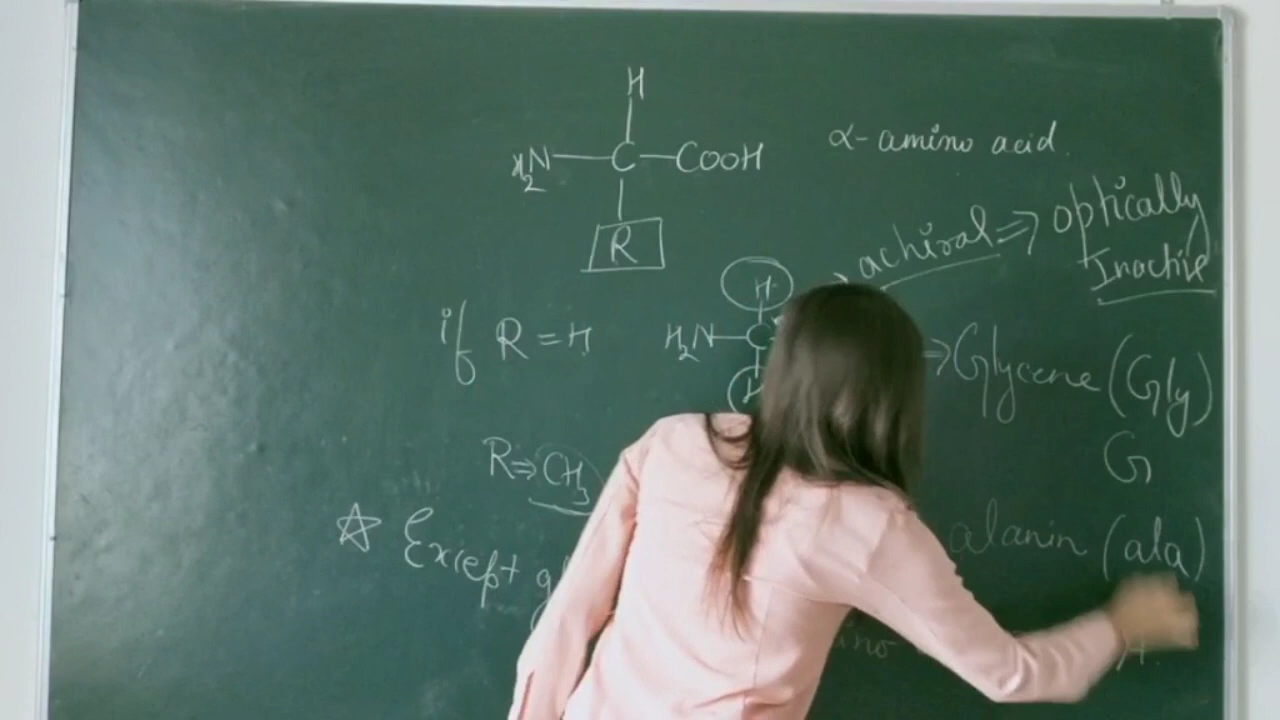 H
H2N—C—COOH
α-amino acid.
R
achiral ⇒ optically
Inactive
H
if R = H H2N—C ⇒ Glycene (Gly)
G
R ⇒ CH3
alanin (ala)
☆ Except
A.